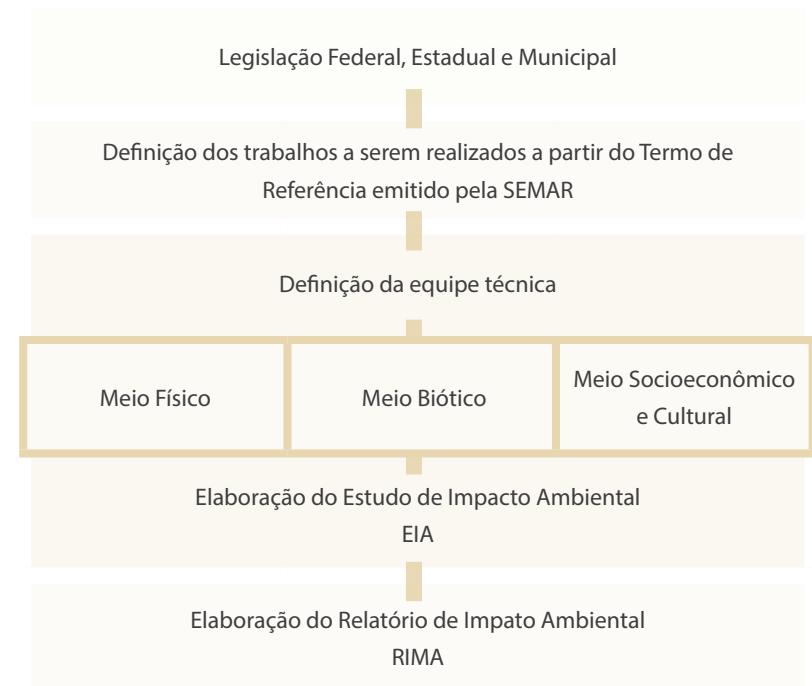 Legislação Federal, Estadual e Municipal
Definição dos trabalhos a serem realizados a partir do Termo de
Referência emitido pela SEMAR
Definição da equipe técnica
Meio Físico
Meio Biótico
Meio Socioeconômico
e Cultural
Elaboração do Estudo de Impacto Ambiental
EIA
Elaboração do Relatório de Impato Ambiental
RIMA